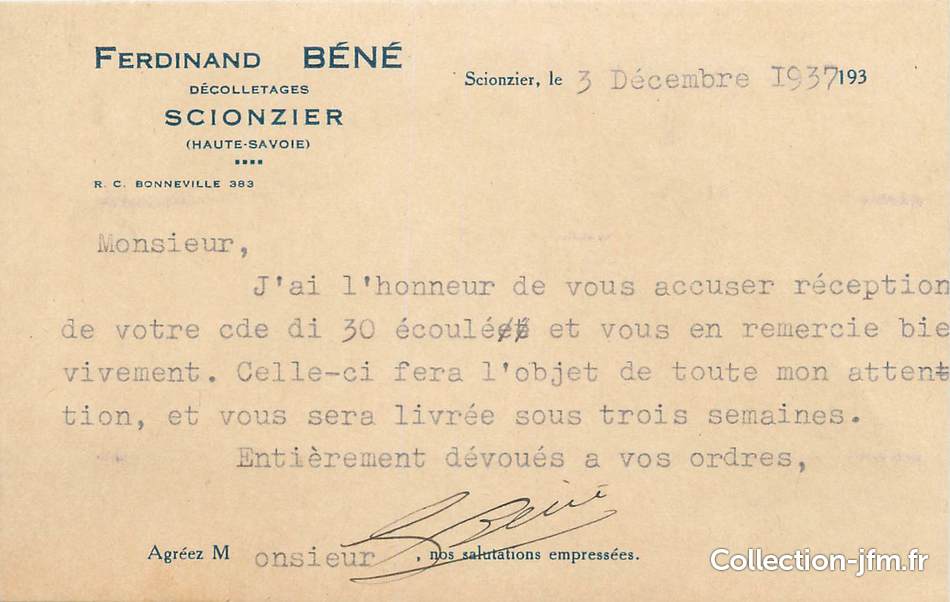 FERDINAND BÉNÉ
DÉCOLLETAGES
SCIONZIER
(HAUTE-SAVOIE)
R. C. BONNEVILLE 383
Scionzier, le 3 Décembre 1937193
Monsieur,
J'ai l'honneur de vous accuser réception
de votre cde di 30 écoulé et vous en remercie bie
vivement. Celle-ci fera l'objet de toute mon atten
tion, et vous sera livrée sous trois semaines.
Entièrement dévoués a vos ordres,
Béné
Agréez Monsieur, nos salutations empressées.
Collection-jfm.fr